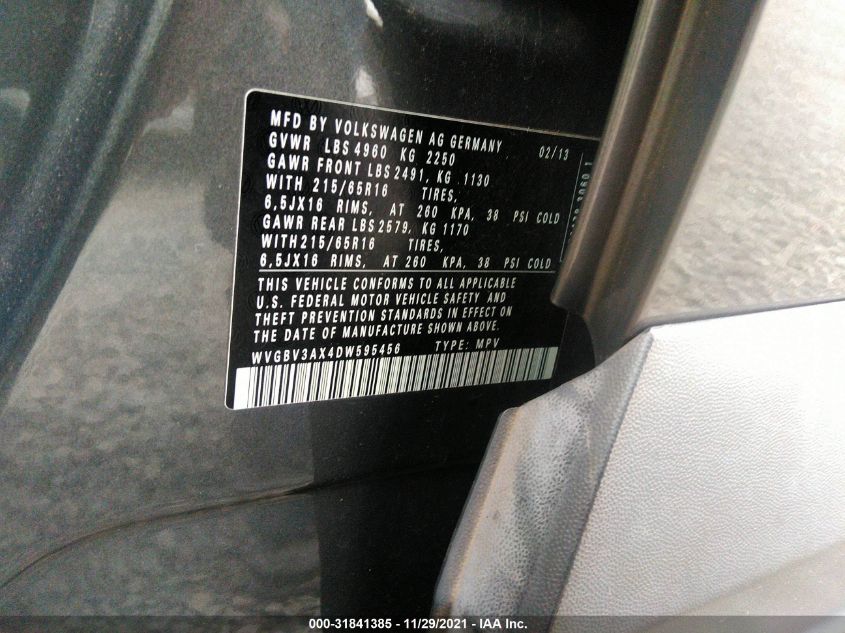 MFD BY VOLKSWAGEN AG GERMANY 02/13
GVWR LBS 4960 KG 2250
GAWR FRONT LBS 2491, KG 1130
WITH 215/65R16 TIRES,
6,5JX16 RIMS, AT 260 KPA, 38 PSI COLD
GAWR REAR LBS 2579, KG 1170
WITH 215/65R16 TIRES,
6,5JX16 RIMS, AT 260 KPA, 38 PSI COLD
THIS VEHICLE CONFORMS TO ALL APPLICABLE
U.S. FEDERAL MOTOR VEHICLE SAFETY AND
THEFT PREVENTION STANDARDS IN EFFECT ON
THE DATE OF MANUFACTURE SHOWN ABOVE.
WVGBV3AX4DW595456 TYPE: MPV
000-31841385 - 11/29/2021 - IAA Inc.